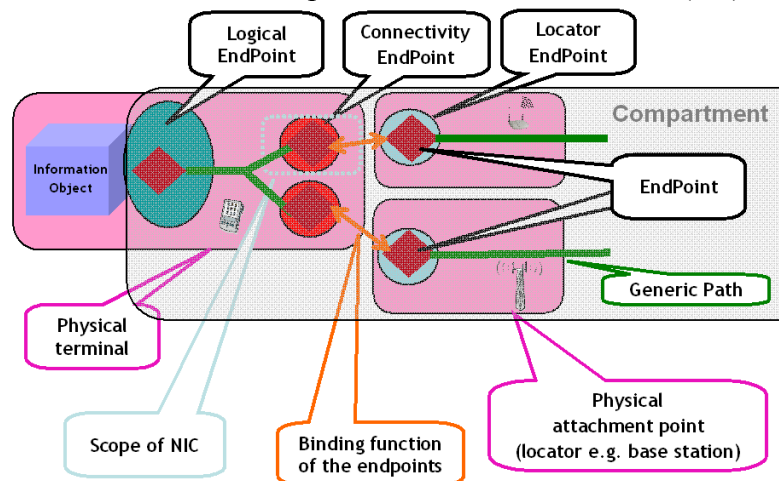 Logical
EndPoint
Connectivity
EndPoint
Locator
EndPoint
Compartment
Information
Object
EndPoint
Generic Path
Physical
terminal
Scope of NIC
Binding function
of the endpoints
Physical
attachment point
(locator e.g. base station)